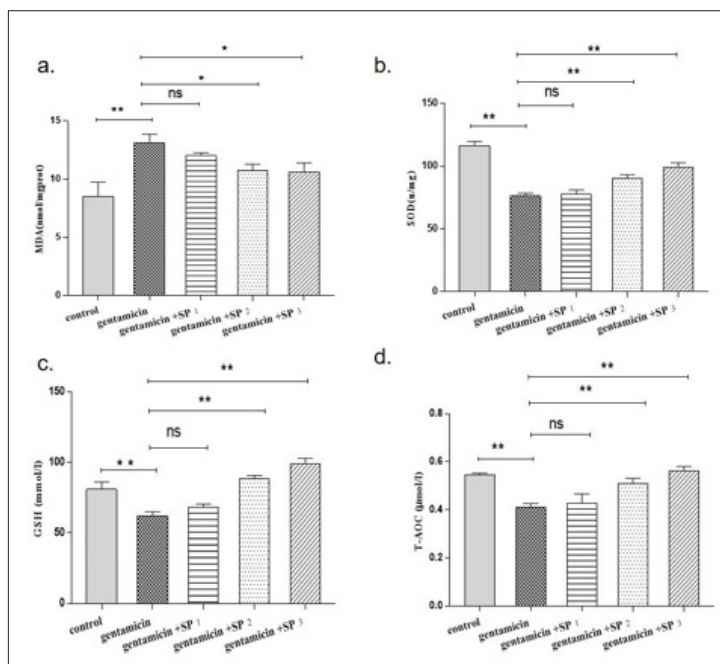 a.
*
*
ns
**
MDA(nmol/mgprot)
15
10
5
0
control
gentamicin
gentamicin +SP 1
gentamicin +SP 2
gentamicin +SP 3
b.
**
**
ns
**
SOD(u/mg)
150
100
50
0
control
gentamicin
gentamicin +SP 1
gentamicin +SP 2
gentamicin +SP 3
c.
**
**
ns
* *
GSH (mmol/l)
150
100
50
0
control
gentamicin
gentamicin +SP 1
gentamicin +SP 2
gentamicin +SP 3
d.
**
**
ns
**
T-AOC (μmol/l)
0.8
0.6
0.4
0.2
0.0
control
gentamicin
gentamicin +SP 1
gentamicin +SP 2
gentamicin +SP 3